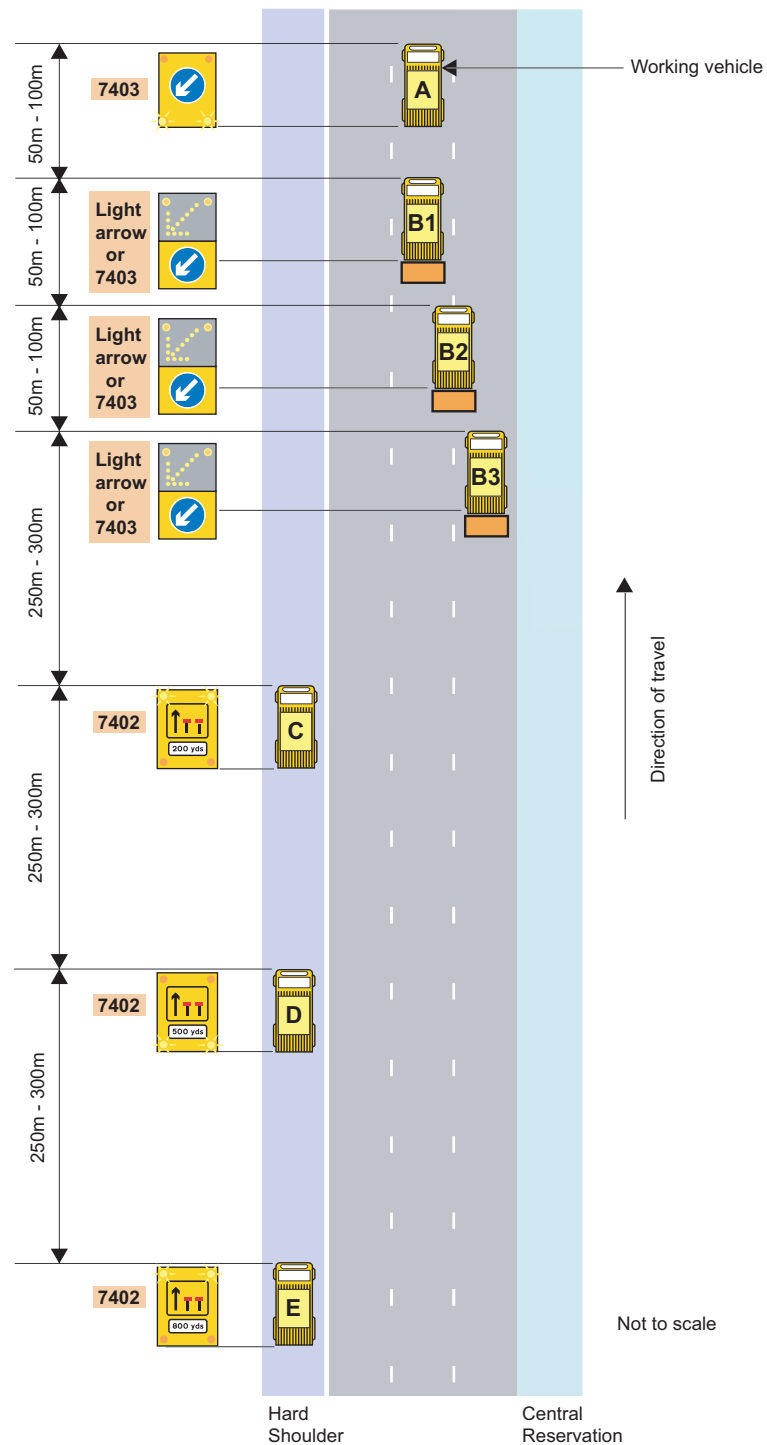 50m - 100m
7403
A
Working vehicle
50m - 100m
Light
arrow
or
7403
B1
50m - 100m
Light
arrow
or
7403
B2
250m - 300m
Light
arrow
or
7403
B3
Direction of travel
250m - 300m
7402
200 yds
C
250m - 300m
7402
500 yds
D
7402
800 yds
E
Not to scale
Hard
Shoulder
Central
Reservation